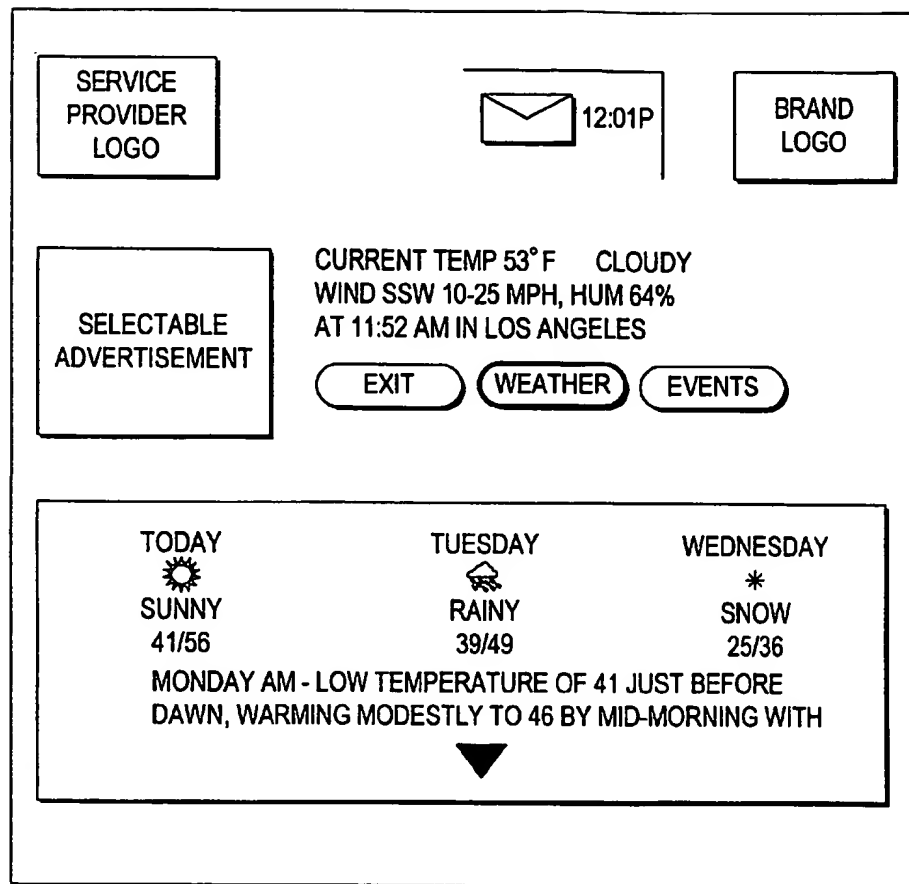 SERVICE
PROVIDER
LOGO
12:01P
BRAND
LOGO
SELECTABLE
ADVERTISEMENT
CURRENT TEMP 53°F CLOUDY
WIND SSW 10-25 MPH, HUM 64%
AT 11:52 AM IN LOS ANGELES
EXIT WEATHER EVENTS
TODAY TUESDAY WEDNESDAY
SUNNY RAINY SNOW
41/56 39/49 25/36
MONDAY AM - LOW TEMPERATURE OF 41 JUST BEFORE
DAWN, WARMING MODESTLY TO 46 BY MID-MORNING WITH